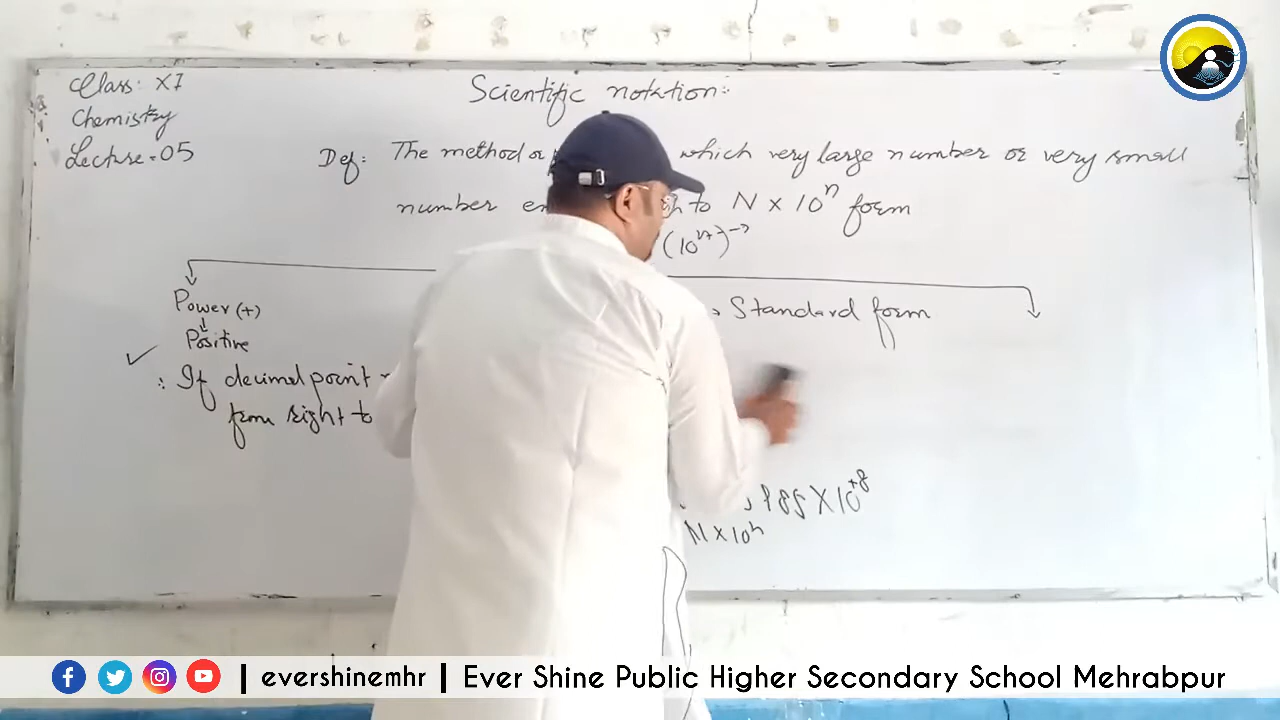 Class: XI
Chemistry
Lecture = 05
Scientific notation:
Def: The method or which very large number or very small
number to N × 10ⁿ form
Power (+)
Positive
Standard form
: If decimal point
from right to
× 10⁺⁸
N × 10ⁿ
| evershinemhr | Ever Shine Public Higher Secondary School Mehrabpur